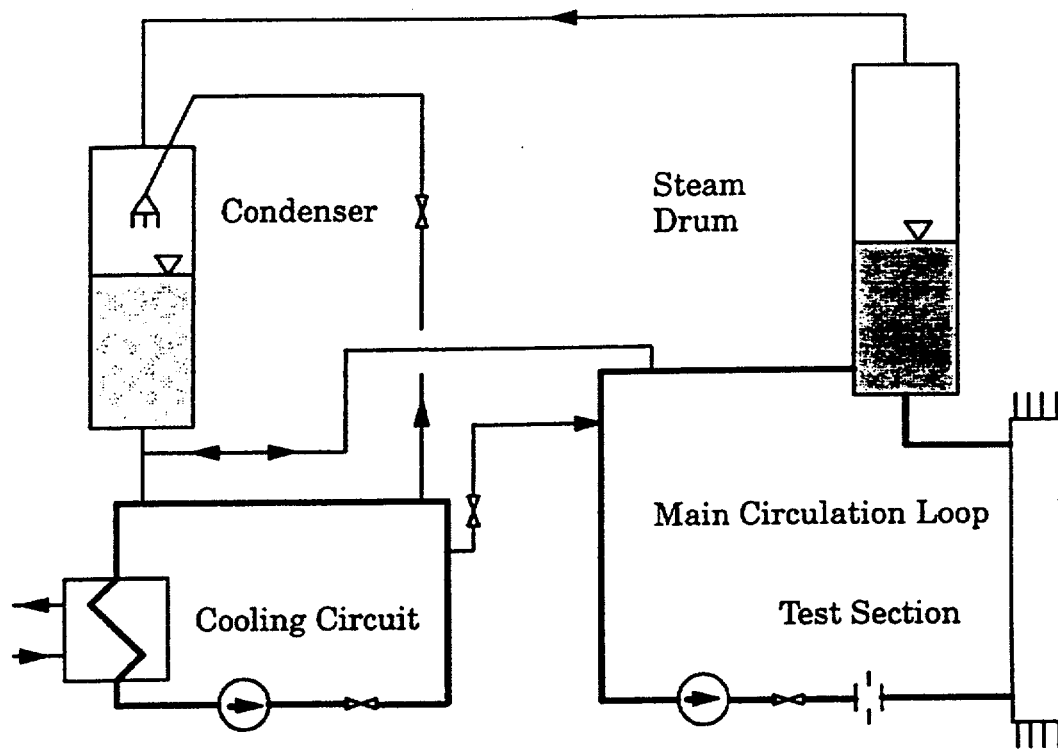 Condenser
Steam
Drum
Main Circulation Loop
Test Section
Cooling Circuit